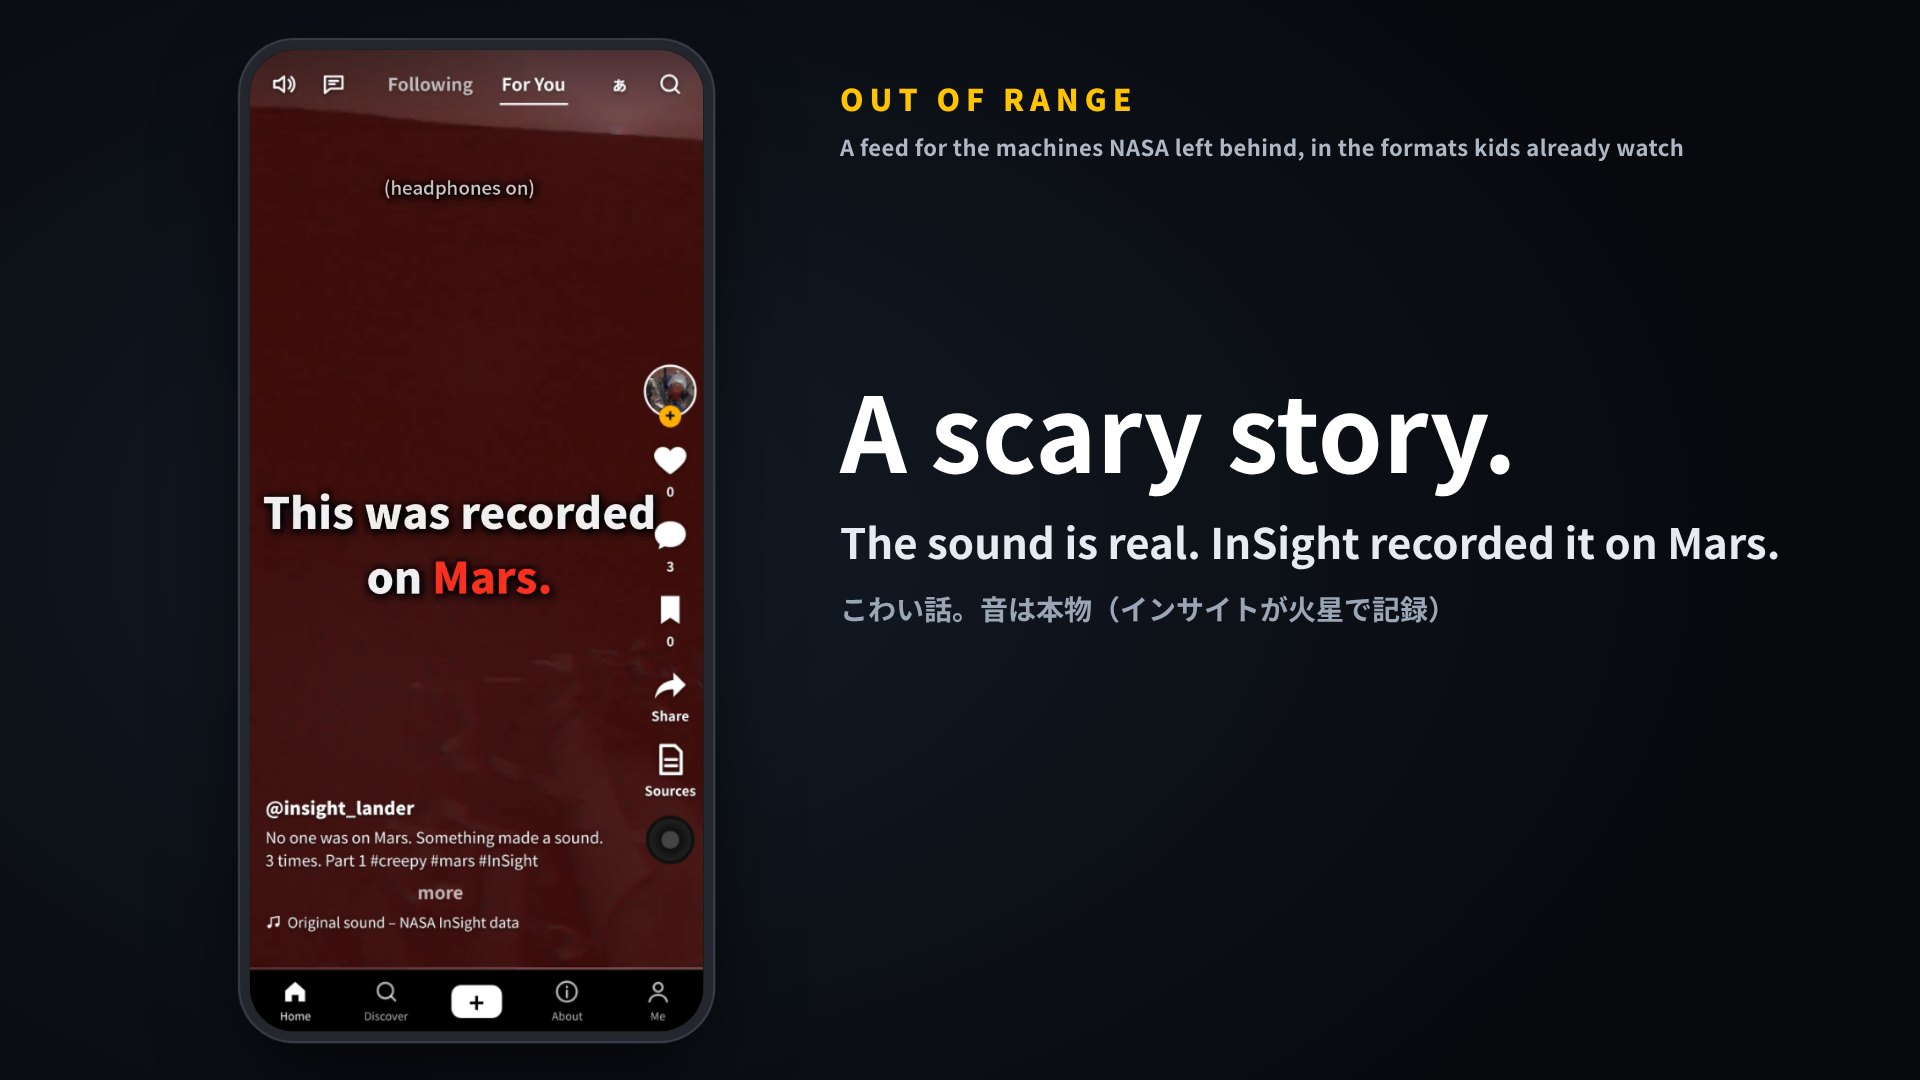 Following
For You
あ
(headphones on)
0
This was recorded
on Mars.
3
0
Share
Sources
@insight_lander
No one was on Mars. Something made a sound.
3 times. Part 1 #creepy #mars #InSight
more
Original sound – NASA InSight data
Home
Discover
About
Me
OUT OF RANGE
A feed for the machines NASA left behind, in the formats kids already watch
A scary story.
The sound is real. InSight recorded it on Mars.
こわい話。音は本物（インサイトが火星で記録）